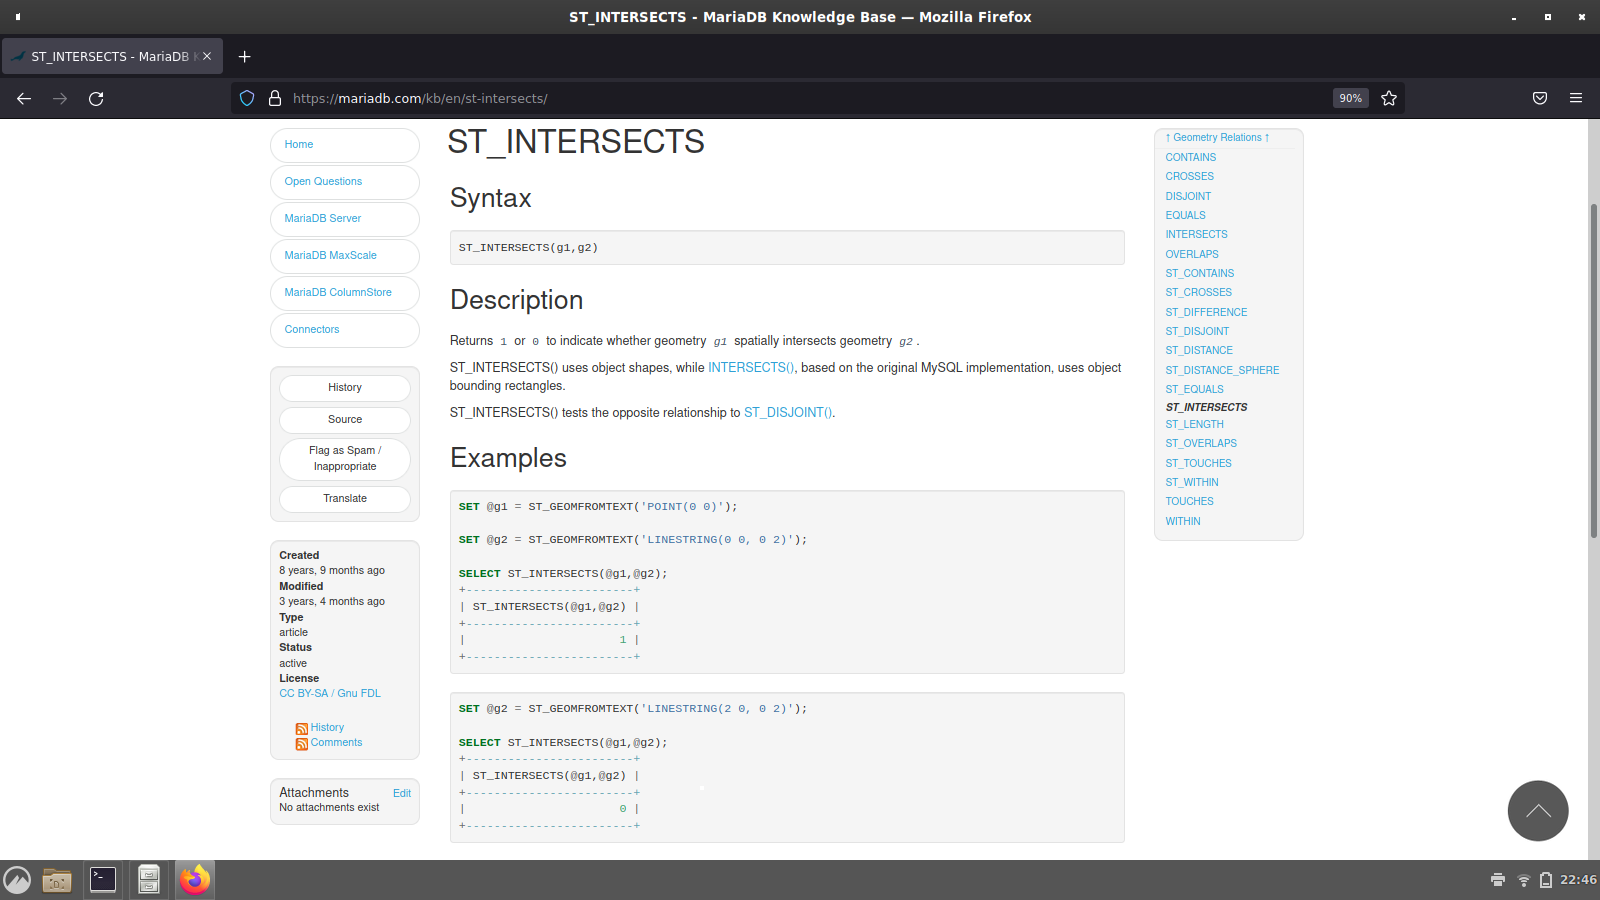 ST_INTERSECTS - MariaDB Knowledge Base — Mozilla Firefox
ST_INTERSECTS - MariaDB
https://mariadb.com/kb/en/st-intersects/
90%
Home
Open Questions
MariaDB Server
MariaDB MaxScale
MariaDB ColumnStore
Connectors
History
Source
Flag as Spam /
Inappropriate
Translate
Created
8 years, 9 months ago
Modified
3 years, 4 months ago
Type
article
Status
active
License
CC BY-SA / Gnu FDL
History
Comments
Attachments
Edit
No attachments exist
ST_INTERSECTS
Syntax
ST_INTERSECTS(g1,g2)
Description
Returns 1 or 0 to indicate whether geometry g1 spatially intersects geometry g2.
ST_INTERSECTS() uses object shapes, while INTERSECTS(), based on the original MySQL implementation, uses object
bounding rectangles.
ST_INTERSECTS() tests the opposite relationship to ST_DISJOINT().
Examples
SET @g1 = ST_GEOMFROMTEXT('POINT(0 0)');
SET @g2 = ST_GEOMFROMTEXT('LINESTRING(0 0, 0 2)');
SELECT ST_INTERSECTS(@g1,@g2);
+------------------------+
| ST_INTERSECTS(@g1,@g2) |
+------------------------+
|                      1 |
+------------------------+
SET @g2 = ST_GEOMFROMTEXT('LINESTRING(2 0, 0 2)');
SELECT ST_INTERSECTS(@g1,@g2);
+------------------------+
| ST_INTERSECTS(@g1,@g2) |
+------------------------+
|                      0 |
+------------------------+
↑ Geometry Relations ↑
CONTAINS
CROSSES
DISJOINT
EQUALS
INTERSECTS
OVERLAPS
ST_CONTAINS
ST_CROSSES
ST_DIFFERENCE
ST_DISJOINT
ST_DISTANCE
ST_DISTANCE_SPHERE
ST_EQUALS
ST_INTERSECTS
ST_LENGTH
ST_OVERLAPS
ST_TOUCHES
ST_WITHIN
TOUCHES
WITHIN
22:46